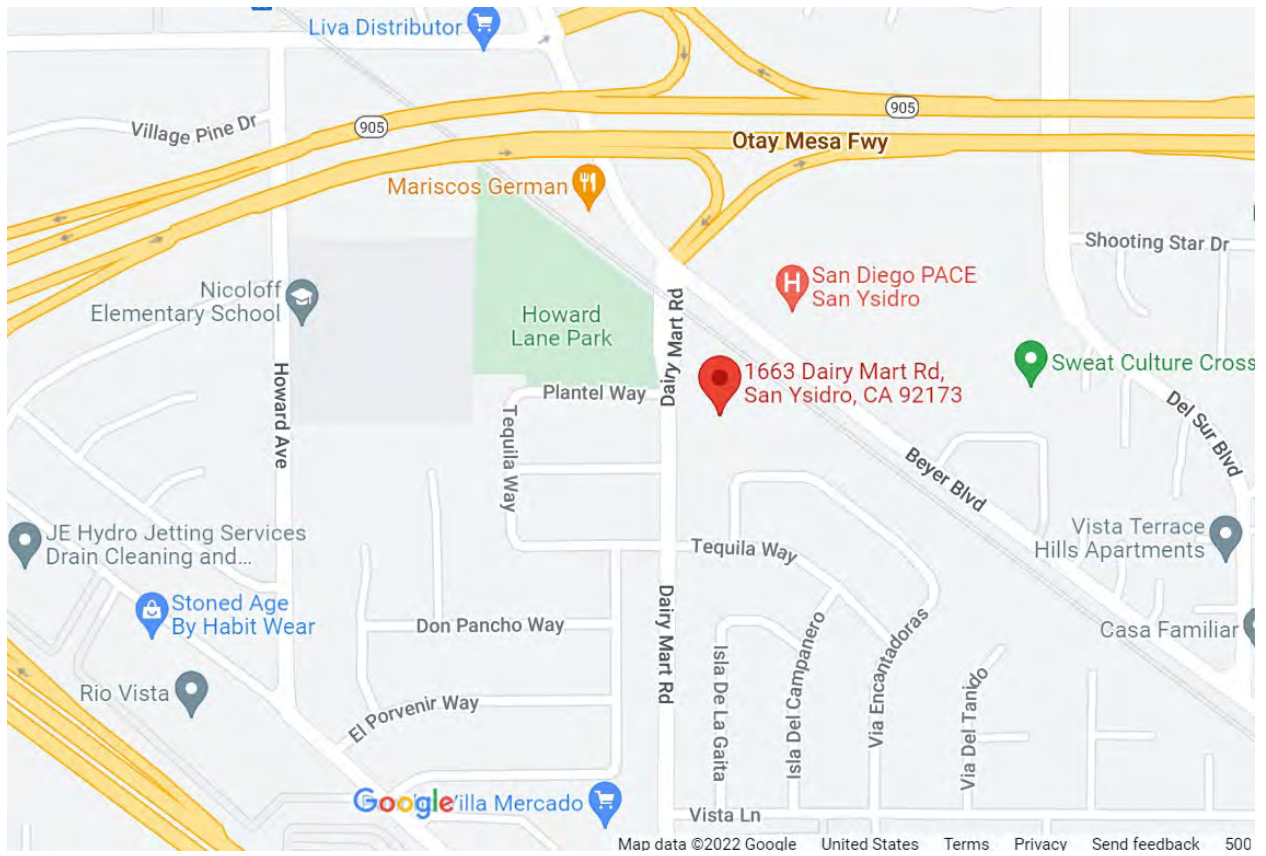 Liva Distributor
905
Village Pine Dr
905
Otay Mesa Fwy
Mariscos German
Shooting Star Dr
San Diego PACE
San Ysidro
Nicoloff
Elementary School
Howard
Lane Park
Dairy Mart Rd
1663 Dairy Mart Rd,
San Ysidro, CA 92173
Sweat Culture Cross
Howard Ave
Plantel Way
Tequila Way
Del Sur Blvd
Beyer Blvd
JE Hydro Jetting Services
Drain Cleaning and...
Vista Terrace
Hills Apartments
Tequila Way
Stoned Age
By Habit Wear
Don Pancho Way
Dairy Mart Rd
Isla De La Gaita
Isla Del Campanero
Via Encantadoras
Casa Familiar
Via Del Tanido
Rio Vista
El Porvenir Way
Google
Villa Mercado
Vista Ln
Map data ©2022 Google United States Terms Privacy Send feedback 500